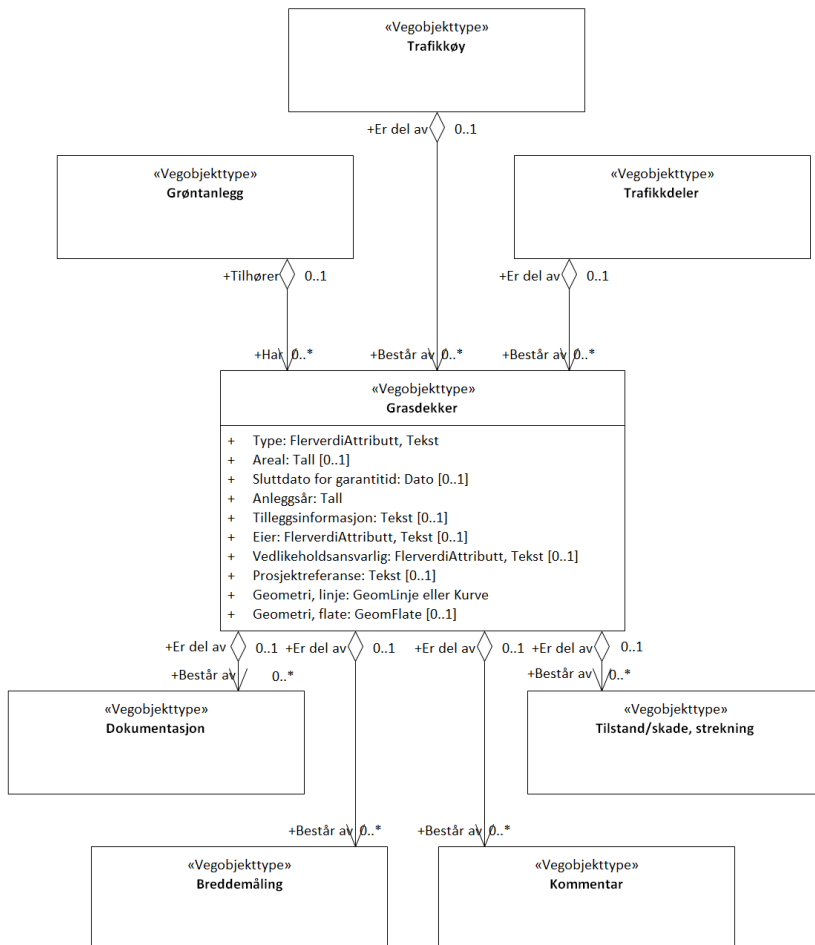 «Vegobjekttype»
Trafikkøy
+Er del av 0..1
«Vegobjekttype»
Grøntanlegg
«Vegobjekttype»
Trafikkdeler
+Tilhører 0..1
+Er del av 0..1
+Har 0..*
+Består av 0..*
+Består av 0..*
«Vegobjekttype»
Grasdekker
+ Type: FlerverdiAttributt, Tekst
+ Areal: Tall [0..1]
+ Sluttdato for garantitid: Dato [0..1]
+ Anleggsår: Tall
+ Tilleggsinformasjon: Tekst [0..1]
+ Eier: FlerverdiAttributt, Tekst [0..1]
+ Vedlikeholdsansvarlig: FlerverdiAttributt, Tekst [0..1]
+ Prosjektreferanse: Tekst [0..1]
+ Geometri, linje: GeomLinje eller Kurve
+ Geometri, flate: GeomFlate [0..1]
+Er del av 0..1
+Er del av 0..1
+Er del av 0..1
+Er del av 0..1
+Består av 0..*
+Består av 0..*
«Vegobjekttype»
Dokumentasjon
«Vegobjekttype»
Tilstand/skade, strekning
+Består av 0..*
+Består av 0..*
«Vegobjekttype»
Breddemåling
«Vegobjekttype»
Kommentar